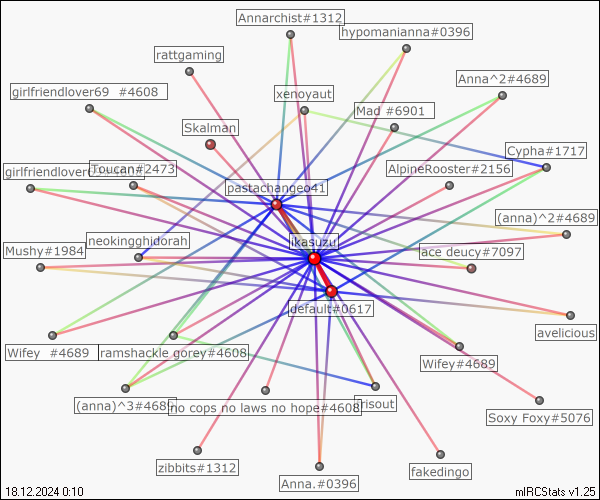 Annarchist#1312
hypomanianna#0396
rattgaming
Anna^2#4689
girlfriendlover69 #4608
xenoyaut
Mad #6901
Skalman
Cypha#1717
girlfriendlover
Toucan#2473
AlpineRooster#2156
pastachangeo41
(anna)^2#4689
neokingghidorah
ikasuzu
Mushy#1984
ace deucy#7097
default#0617
avelicious
Wifey #4689
ramshackle gorey#4608
Wifey#4689
(anna)^3#4689
no cops no laws no hope#4608
risout
Soxy Foxy#5076
zibbits#1312
fakedingo
Anna.#0396
18.12.2024 0:10
mIRCStats v1.25